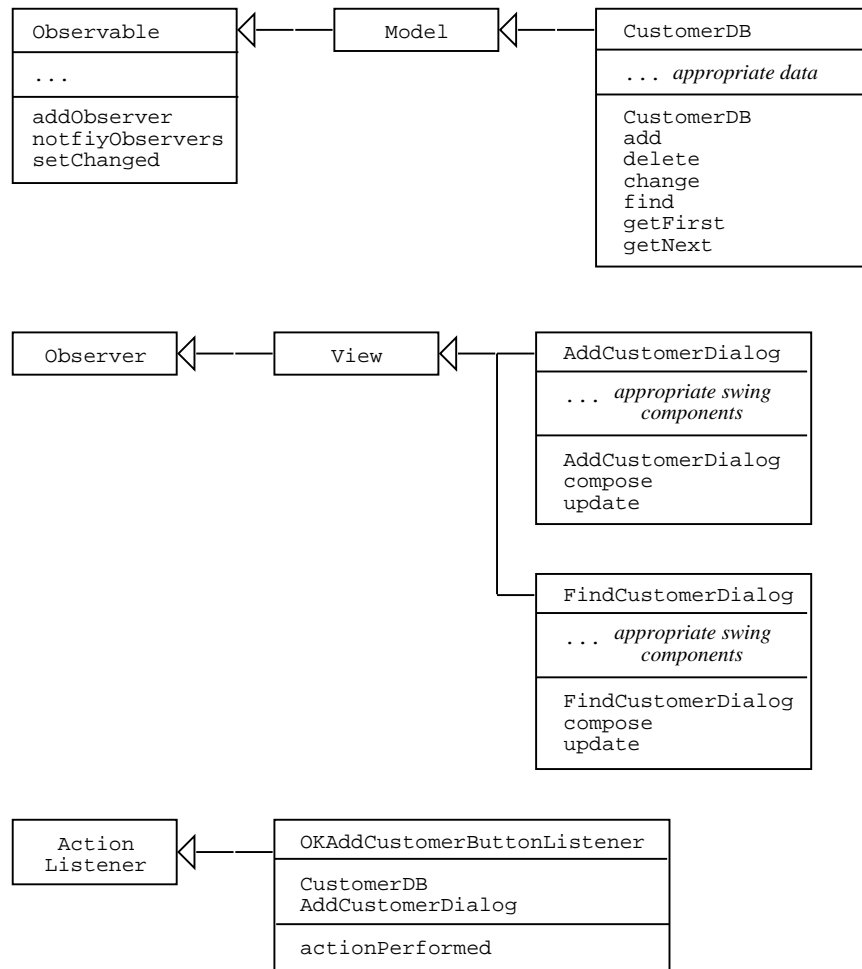 Observable
...
addObserver
notfiyObservers
setChanged
Model
CustomerDB
... appropriate data
CustomerDB
add
delete
change
find
getFirst
getNext
Observer
View
AddCustomerDialog
... appropriate swing
components
AddCustomerDialog
compose
update
FindCustomerDialog
... appropriate swing
components
FindCustomerDialog
compose
update
Action
Listener
OKAddCustomerButtonListener
CustomerDB
AddCustomerDialog
actionPerformed